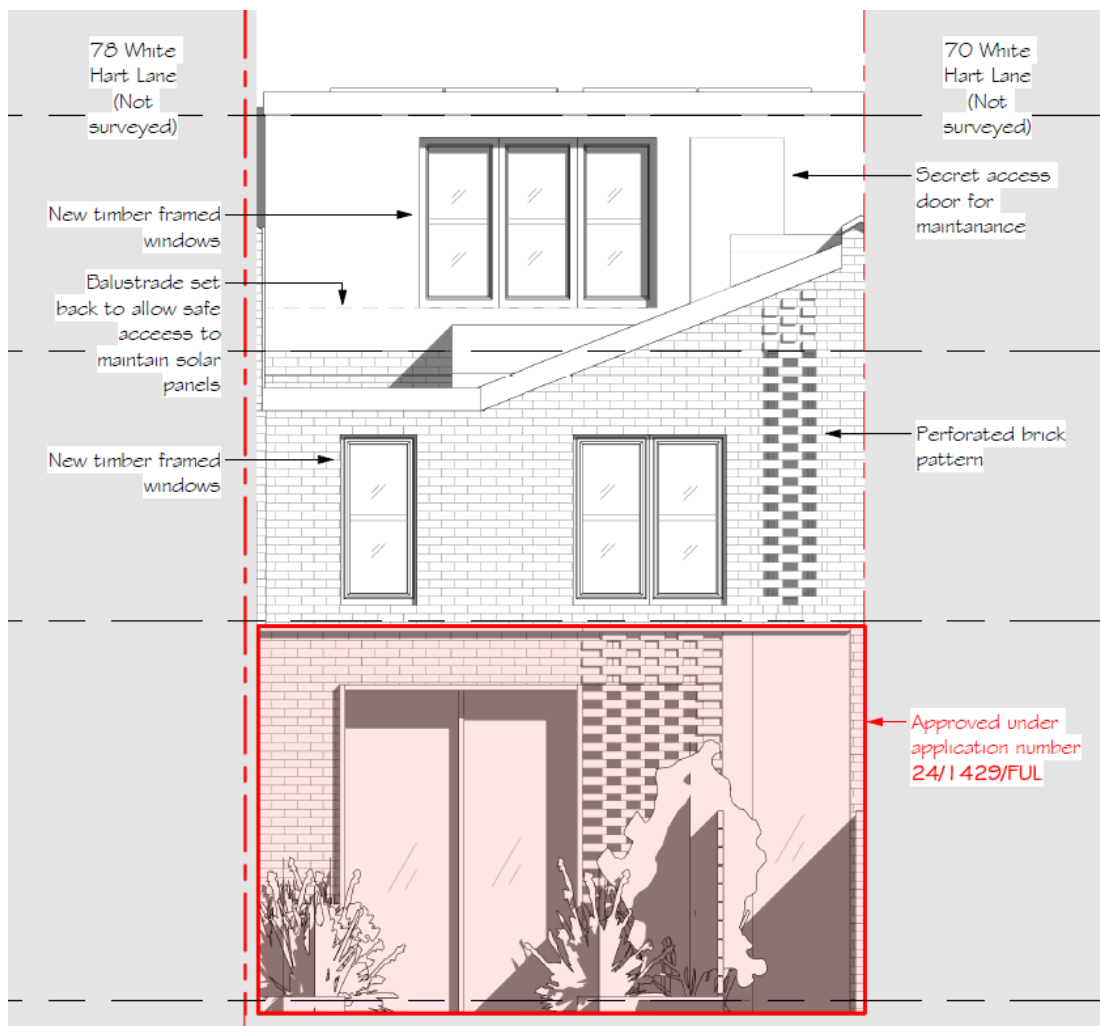 78 White
Hart Lane
(Not
surveyed)
70 White
Hart Lane
(Not
surveyed)
Secret access
door for
maintanance
New timber framed
windows
Balustrade set
back to allow safe
acceess to
maintain solar
panels
New timber framed
windows
Perforated brick
pattern
Approved under
application number
24/1429/FUL